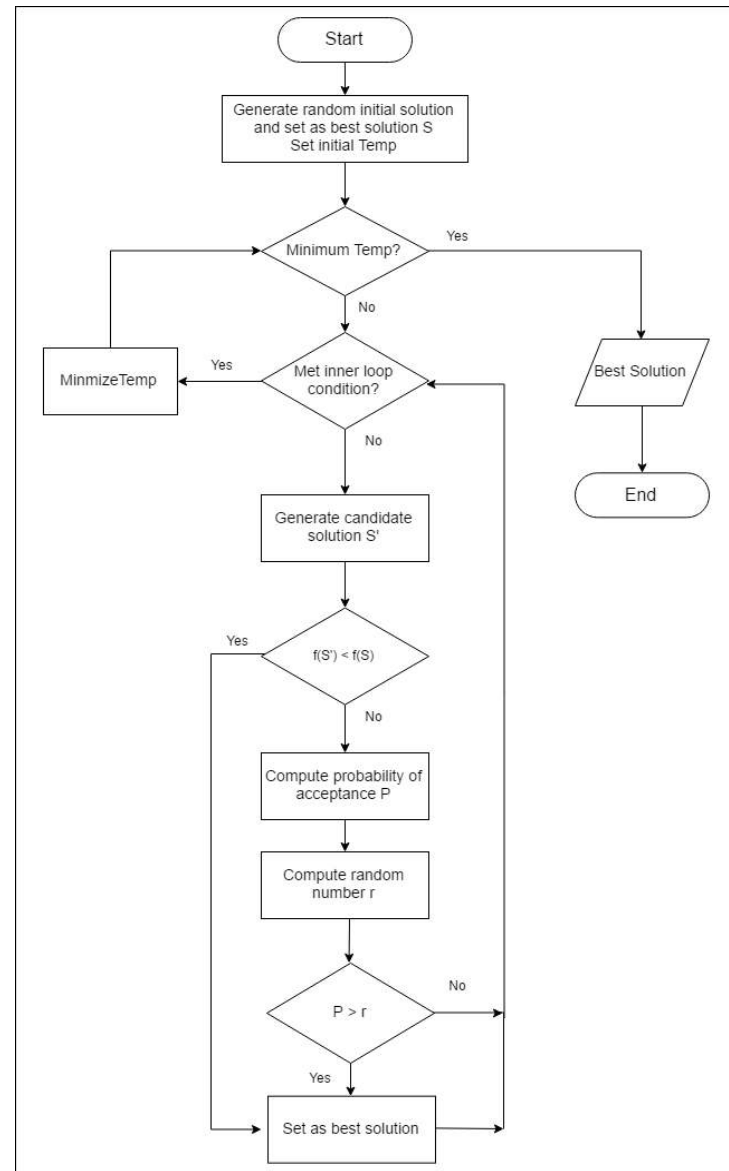 Start
Generate random initial solution
and set as best solution S
Set initial Temp
Minimum Temp?
Yes
No
MinmizeTemp
Yes
Met inner loop
condition?
Best Solution
No
End
Generate candidate
solution S'
Yes
f(S') < f(S)
No
Compute probability of
acceptance P
Compute random
number r
P > r
No
Yes
Set as best solution